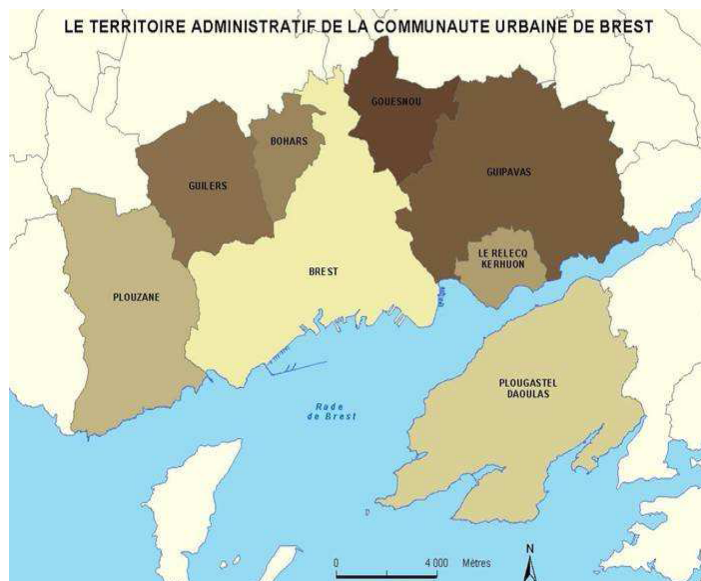 LE TERRITOIRE ADMINISTRATIF DE LA COMMUNAUTE URBAINE DE BREST
GOUESNOU
BOHARS
GUILERS
GUIPAVAS
LE RELECQ
KERHUON
BREST
PLOUZANE
PLOUGASTEL
DAOULAS
Rade
de Brest
N
0 4 000 Mètres